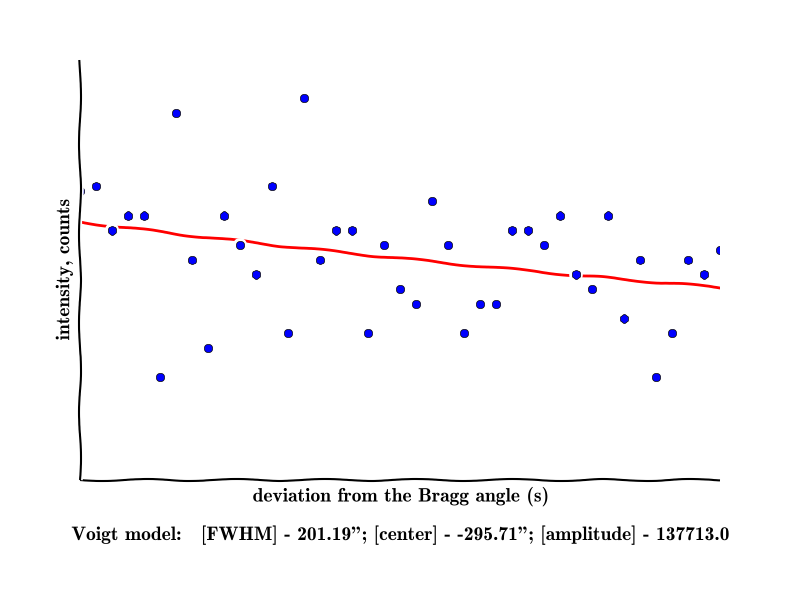 intensity, counts
deviation from the Bragg angle (s)
Voigt model: [FWHM] - 201.19”; [center] - -295.71”; [amplitude] - 137713.0